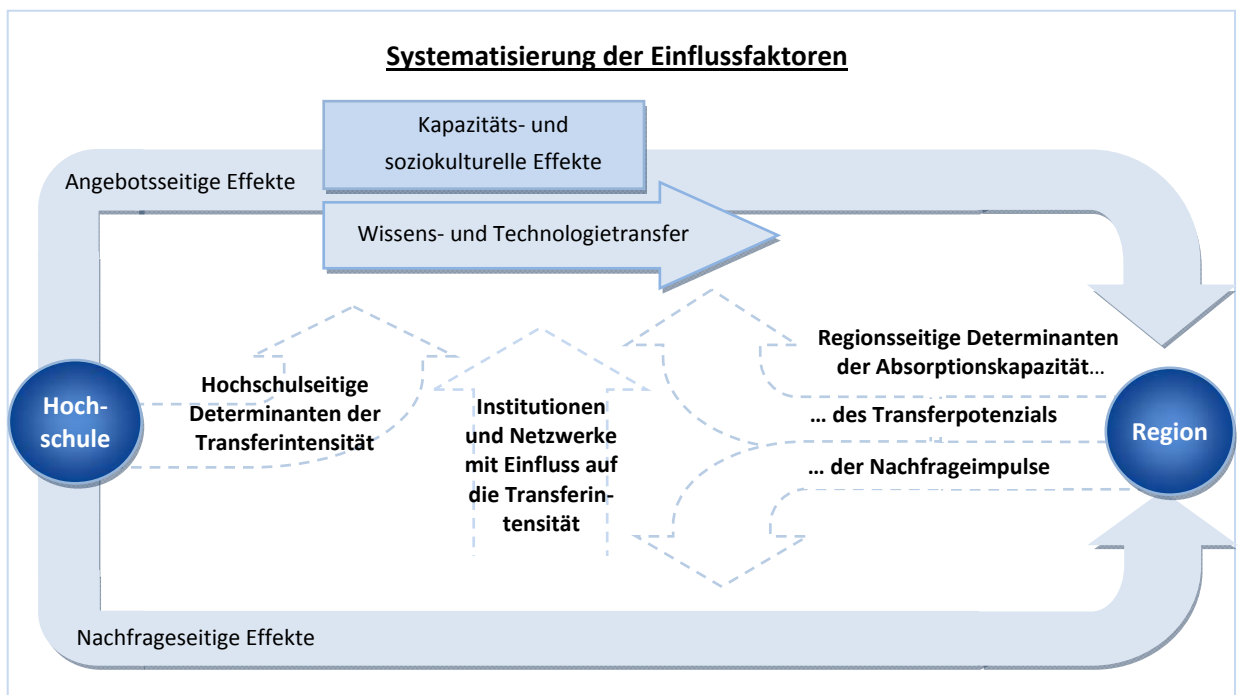 Systematisierung der Einflussfaktoren
Kapazitäts- und
soziokulturelle Effekte
Angebotsseitige Effekte
Wissens- und Technologietransfer
Hoch-
schule
Hochschulseitige
Determinanten der
Transferintensität
Institutionen
und Netzwerke
mit Einfluss auf
die Transferin-
tensität
Regionsseitige Determinanten
der Absorptionskapazität...
... des Transferpotenzials
... der Nachfrageimpulse
Region
Nachfrageseitige Effekte